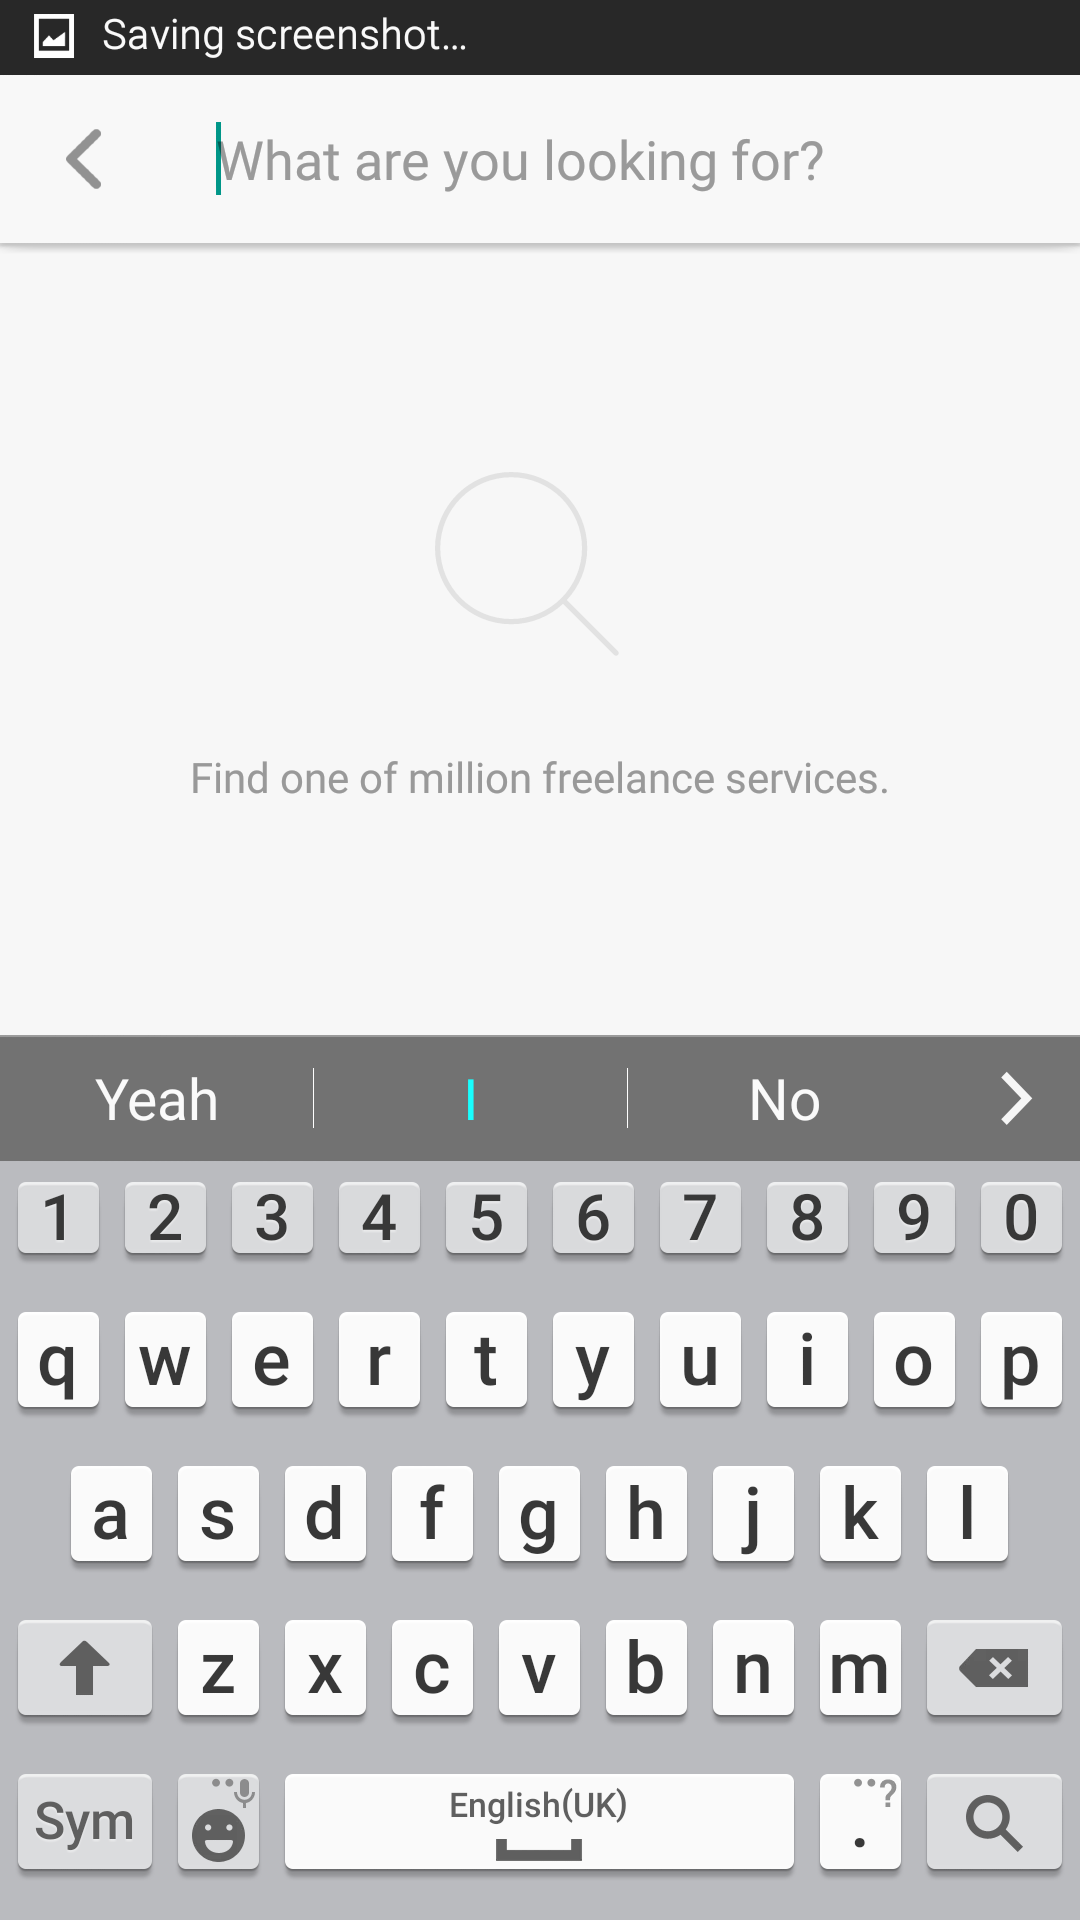 Saving screenshot...
What are you looking for?
Find one of million freelance services.
Yeah I No
1 2 3 4 5 6 7 8 9 0
q w e r t y u i o p
a s d f g h j k l
z x c v b n m
Sym English(UK) . ?